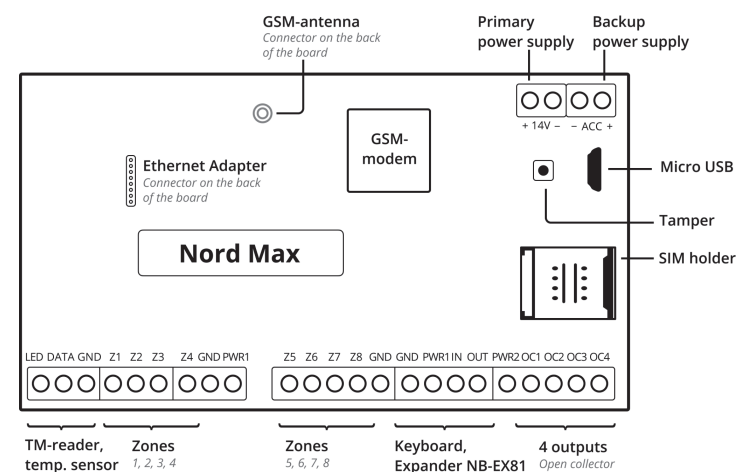 GSM-antenna
Connector on the back
of the board
Primary
power supply
Backup
power supply
+ 14V – – ACC +
GSM-
modem
Ethernet Adapter
Connector on the back
of the board
Micro USB
Tamper
Nord Max
SIM holder
LED DATA GND Z1 Z2 Z3 Z4 GND PWR1
Z5 Z6 Z7 Z8 GND GND PWR1 IN OUT PWR2 OC1 OC2 OC3 OC4
TM-reader,
temp. sensor
Zones
1, 2, 3, 4
Zones
5, 6, 7, 8
Keyboard,
Expander NB-EX81
4 outputs
Open collector